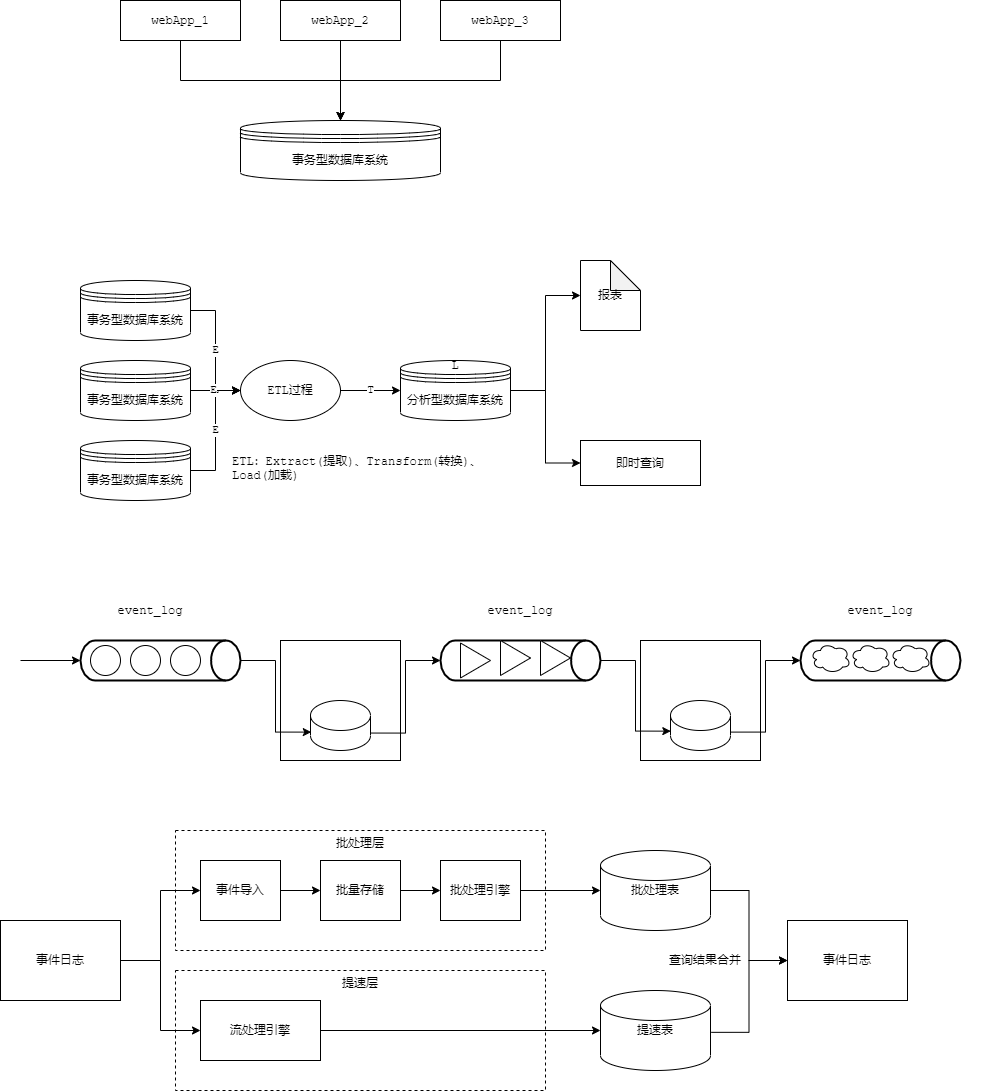 webApp_1
webApp_2
webApp_3
事务型数据库系统
报表
事务型数据库系统
E
L
事务型数据库系统
E
ETL过程
T
分析型数据库系统
E
ETL: Extract(提取)、Transform(转换)、
Load(加载)
即时查询
事务型数据库系统
event_log
event_log
event_log
批处理层
事件导入
批量存储
批处理引擎
批处理表
事件日志
查询结果合并
事件日志
提速层
流处理引擎
提速表